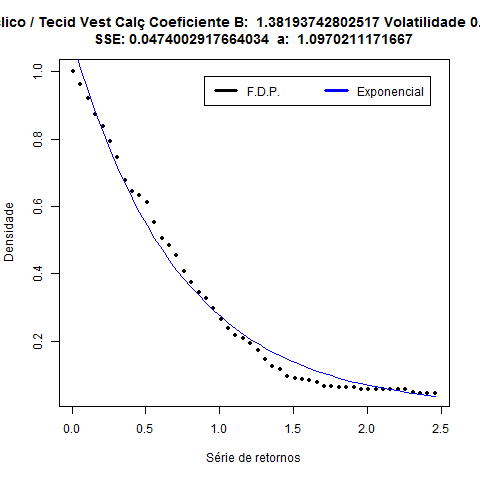 / Tecid Vest Calç Coeficiente B: 1.38193742802517 Volatilidade
SSE: 0.0474002917664034 a: 1.0970211171667
F.D.P.
Exponencial
1.0
0.8
0.6
0.4
0.2
Densidade
0.0
0.5
1.0
1.5
2.0
2.5
Série de retornos